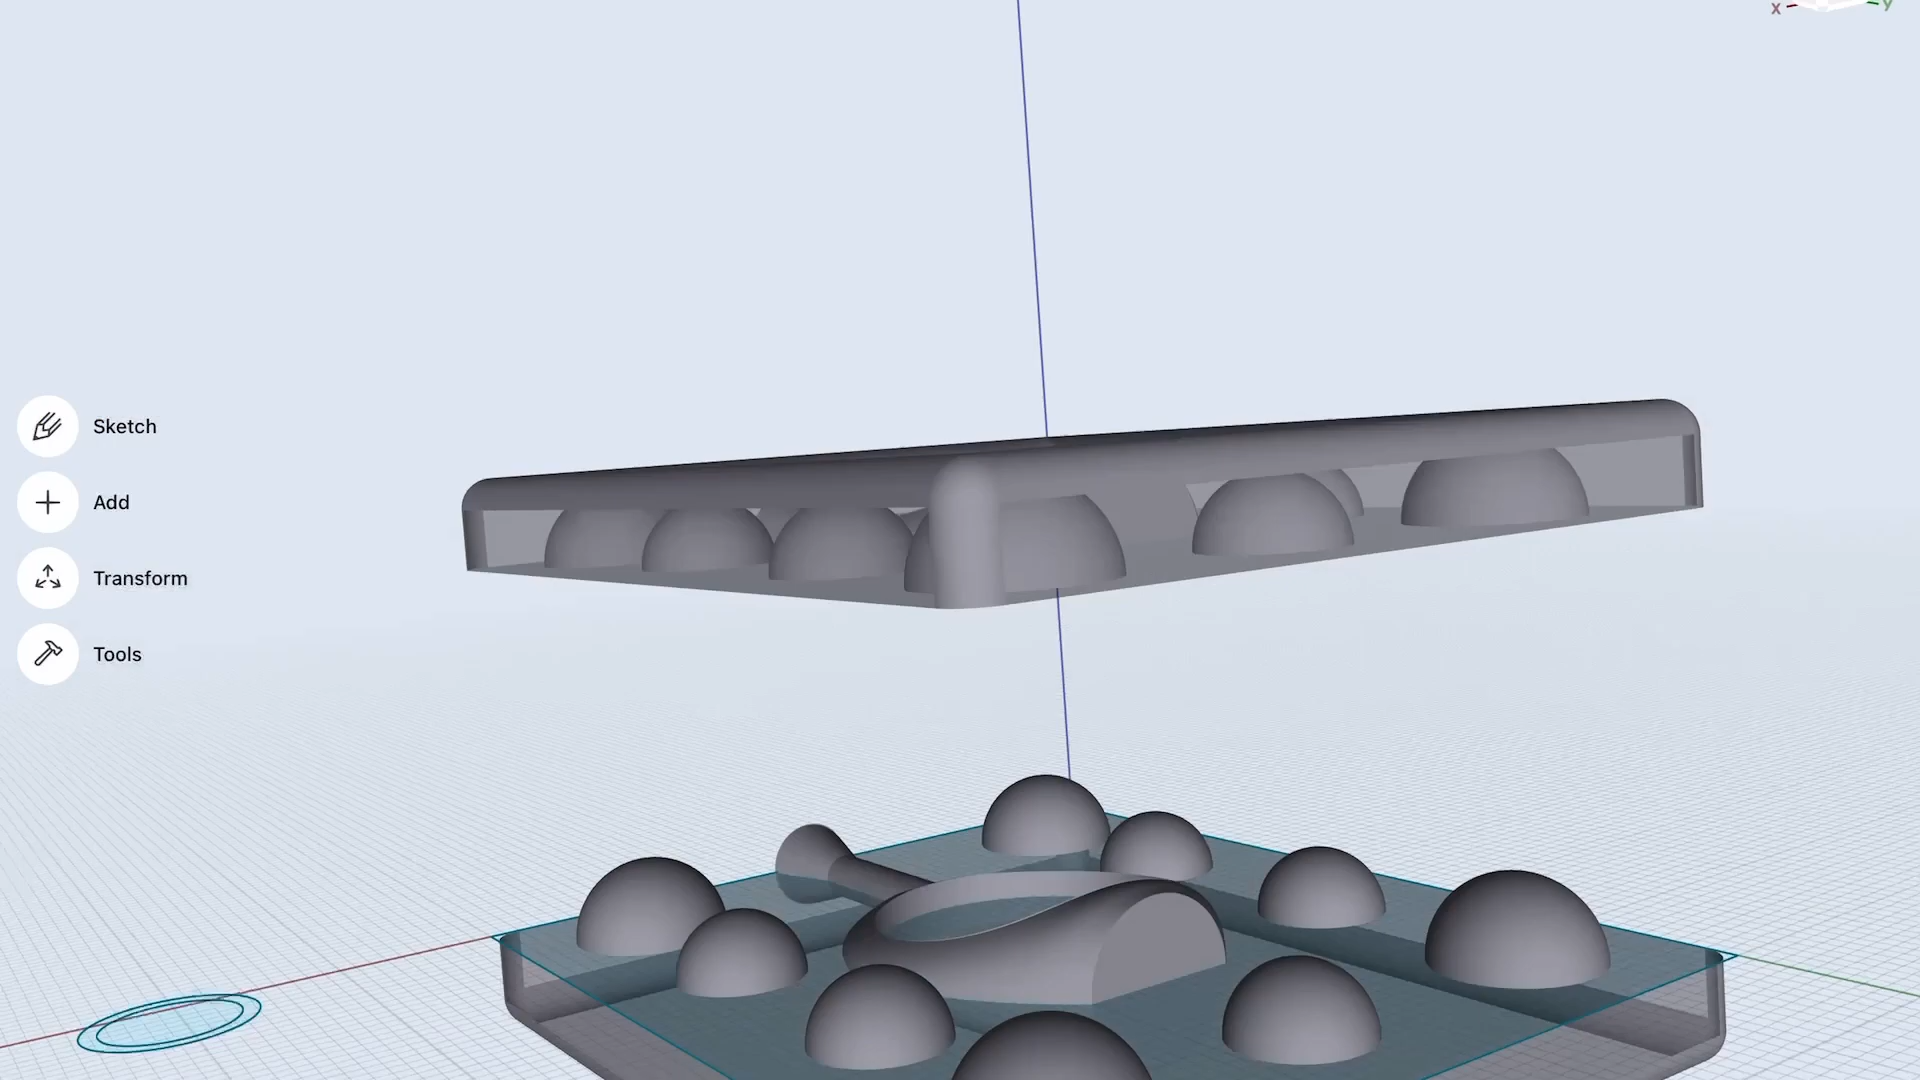 X
y
Sketch
Add
Transform
Tools